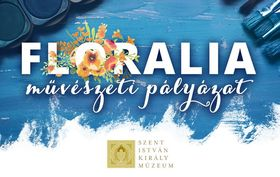 FLORALIA
művészeti pályázat
SZENT
ISTVÁN
KIRÁLY
MÚZEUM